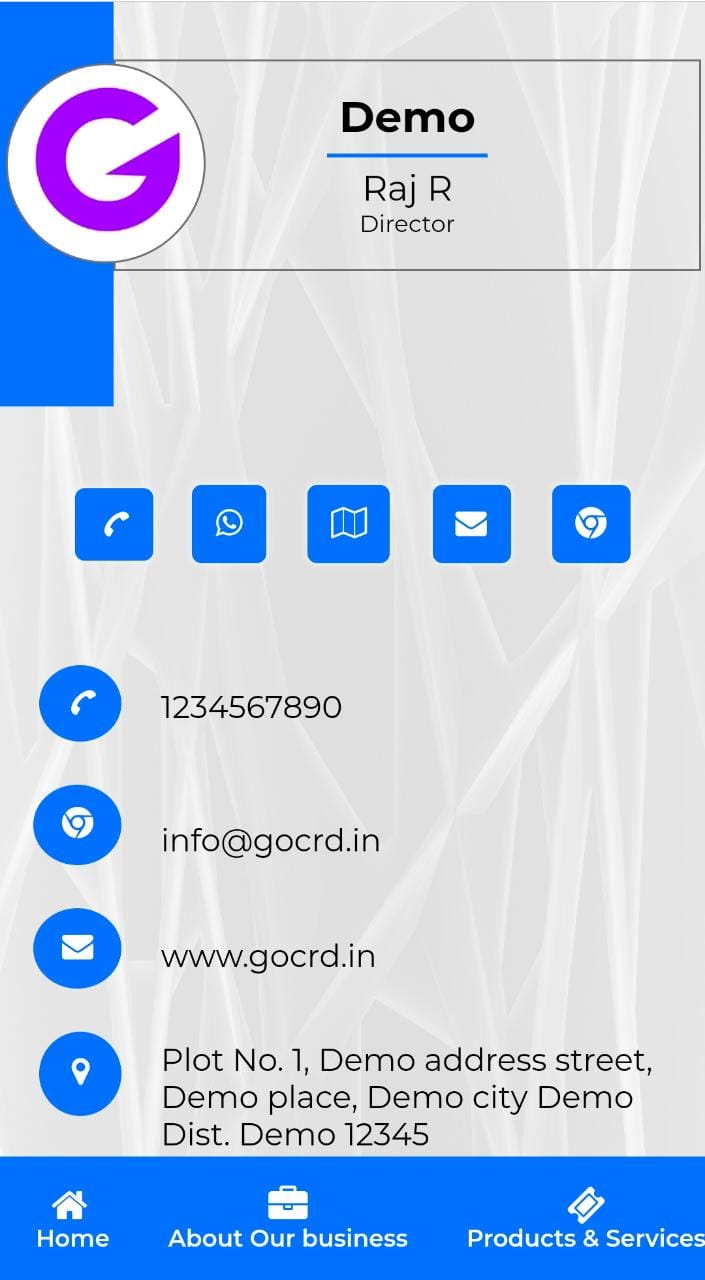 Demo
Raj R
Director
1234567890
info@gocrd.in
www.gocrd.in
Plot No. 1, Demo address street,
Demo place, Demo city Demo
Dist. Demo 12345
Home
About Our business
Products & Services